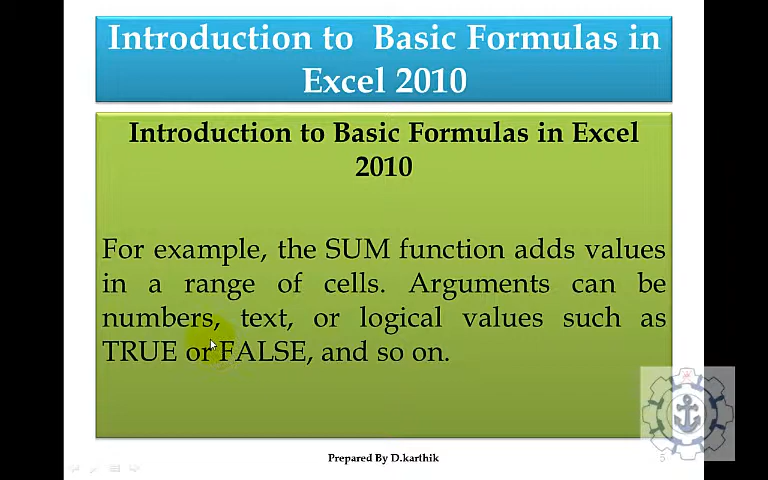 Introduction to Basic Formulas in
Excel 2010
Introduction to Basic Formulas in Excel
2010
For example, the SUM function adds values
in a range of cells. Arguments can be
numbers, text, or logical values such as
TRUE or FALSE, and so on.
Prepared By D.karthik
5